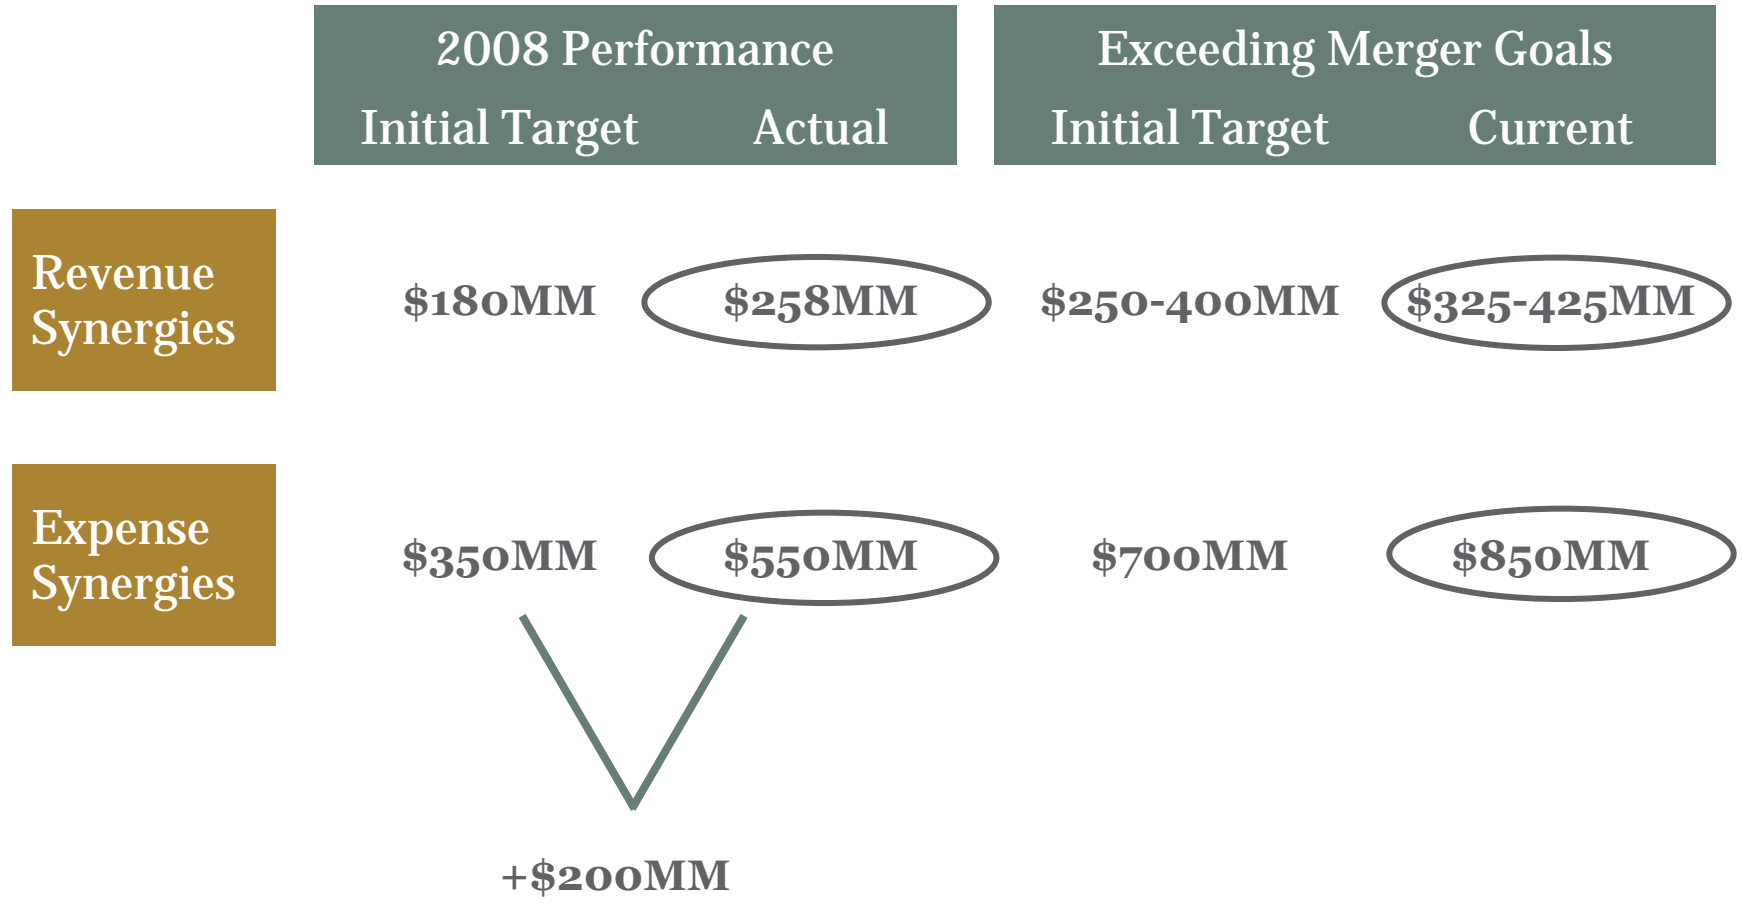 2008 Performance
Exceeding Merger Goals
Initial Target Actual
Initial Target Current
Revenue
Synergies
$180MM $258MM $250-400MM $325-425MM
Expense
Synergies
$350MM $550MM $700MM $850MM
+$200MM